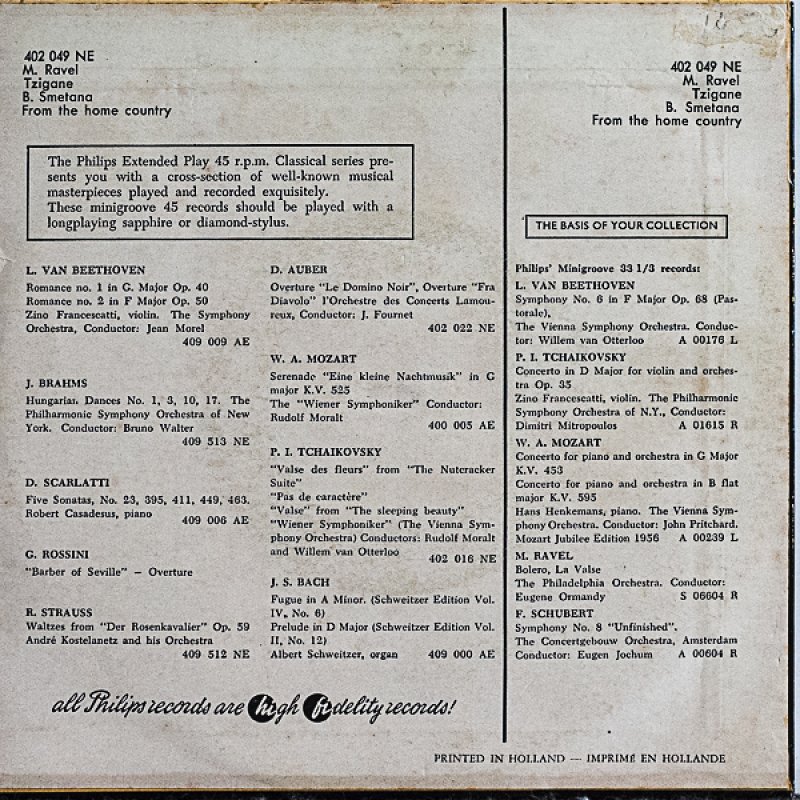 402 049 NE
M. Ravel
Tzigane
B. Smetana
From the home country
The Philips Extended Play 45 r.p.m. Classical series pre-
sents you with a cross-section of well-known musical
masterpieces played and recorded exquisitely.
These minigroove 45 records should be played with a
longplaying sapphire or diamond-stylus.
L. VAN BEETHOVEN
Romance no. 1 in G. Major Op. 40
Romance no. 2 in F Major Op. 50
Zino Francescatti, violin. The Symphony
Orchestra, Conductor: Jean Morel
409 009 AE
J. BRAHMS
Hungarian Dances No. 1, 3, 10, 17. The
Philharmonic Symphony Orchestra of New
York. Conductor: Bruno Walter
409 513 NE
D. SCARLATTI
Five Sonatas, No. 23, 395, 411, 449, 463.
Robert Casadesus, piano
409 006 AE
G. ROSSINI
"Barber of Seville" – Overture
R. STRAUSS
Waltzes from "Der Rosenkavalier" Op. 59
André Kostelanetz and his Orchestra
409 512 NE
D. AUBER
Overture "Le Domino Noir", Overture "Fra
Diavolo" l'Orchestre des Concerts Lamou-
reux, Conductor: J. Fournet
402 022 NE
W. A. MOZART
Serenade "Eine kleine Nachtmusik" in G
major K.V. 525
The "Wiener Symphoniker" Conductor:
Rudolf Moralt
400 005 AE
P. I. TCHAIKOVSKY
"Valse des fleurs" from "The Nutcracker
Suite"
"Pas de caractère"
"Valse" from "The sleeping beauty"
"Wiener Symphoniker" (The Vienna Sym-
phony Orchestra) Conductors: Rudolf Moralt
and Willem van Otterloo
402 016 NE
J. S. BACH
Fugue in A Minor. (Schweitzer Edition Vol.
IV, No. 6)
Prelude in D Major (Schweitzer Edition Vol.
II, No. 12)
Albert Schweitzer, organ 409 000 AE
all Philips records are high fidelity records!
402 049 NE
M. Ravel
Tzigane
B. Smetana
From the home country
THE BASIS OF YOUR COLLECTION
Philips' Minigroove 33 1/3 records:
L. VAN BEETHOVEN
Symphony No. 6 in F Major Op. 68 (Pas-
torale),
The Vienna Symphony Orchestra. Conduc-
tor: Willem van Otterloo A 00176 L
P. I. TCHAIKOVSKY
Concerto in D Major for violin and orches-
tra Op. 35
Zino Francescatti, violin. The Philharmonic
Symphony Orchestra of N.Y., Conductor:
Dimitri Mitropoulos A 01615 R
W. A. MOZART
Concerto for piano and orchestra in G Major
K.V. 453
Concerto for piano and orchestra in B flat
major K.V. 595
Hans Henkemans, piano. The Vienna Sym-
phony Orchestra. Conductor: John Pritchard.
Mozart Jubilee Edition 1956 A 00239 L
M. RAVEL
Bolero, La Valse
The Philadelphia Orchestra. Conductor:
Eugene Ormandy S 06604 R
F. SCHUBERT
Symphony No. 8 "Unfinished",
The Concertgebouw Orchestra, Amsterdam
Conductor: Eugen Jochum A 00604 R
PRINTED IN HOLLAND — IMPRIMÉ EN HOLLANDE